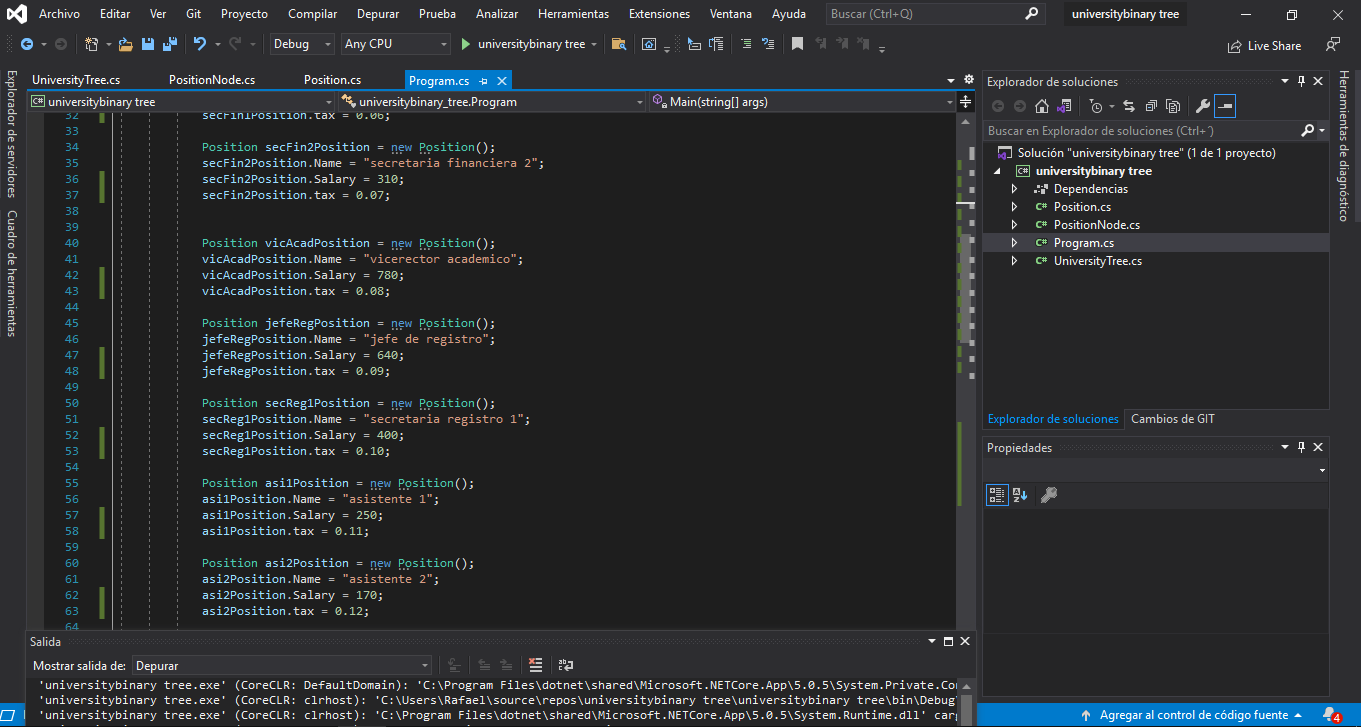 Archivo Editar Ver Git Proyecto Compilar Depurar Prueba Analizar Herramientas Extensiones Ventana Ayuda Buscar (Ctrl+Q) universitybinary tree
Debug Any CPU universitybinary tree Live Share
Explorador de servidores
Cuadro de herramientas
UniversityTree.cs PositionNode.cs Position.cs Program.cs
universitybinary tree universitybinary_tree.Program Main(string[] args)
32 secFin1Position.tax = 0.06;
33
34 Position secFin2Position = new Position();
35 secFin2Position.Name = "secretaria financiera 2";
36 secFin2Position.Salary = 310;
37 secFin2Position.tax = 0.07;
38
39
40 Position vicAcadPosition = new Position();
41 vicAcadPosition.Name = "vicerector academico";
42 vicAcadPosition.Salary = 780;
43 vicAcadPosition.tax = 0.08;
44
45 Position jefeRegPosition = new Position();
46 jefeRegPosition.Name = "jefe de registro";
47 jefeRegPosition.Salary = 640;
48 jefeRegPosition.tax = 0.09;
49
50 Position secReg1Position = new Position();
51 secReg1Position.Name = "secretaria registro 1";
52 secReg1Position.Salary = 400;
53 secReg1Position.tax = 0.10;
54
55 Position asi1Position = new Position();
56 asi1Position.Name = "asistente 1";
57 asi1Position.Salary = 250;
58 asi1Position.tax = 0.11;
59
60 Position asi2Position = new Position();
61 asi2Position.Name = "asistente 2";
62 asi2Position.Salary = 170;
63 asi2Position.tax = 0.12;
64
Salida
Mostrar salida de: Depurar
'universitybinary tree.exe' (CoreCLR: DefaultDomain): 'C:\Program Files\dotnet\shared\Microsoft.NETCore.App\5.0.5\System.Private.Co
'universitybinary tree.exe' (CoreCLR: clrhost): 'C:\Users\Rafael\source\repos\universitybinary tree\universitybinary tree\bin\Debug
'universitybinary tree.exe' (CoreCLR: clrhost): 'C:\Program Files\dotnet\shared\Microsoft.NETCore.App\5.0.5\System.Runtime.dll' carg
Explorador de soluciones
Buscar en Explorador de soluciones (Ctrl+´)
Solución "universitybinary tree" (1 de 1 proyecto)
C# universitybinary tree
Dependencias
C# Position.cs
C# PositionNode.cs
C# Program.cs
C# UniversityTree.cs
Explorador de soluciones Cambios de GIT
Propiedades
Herramientas de diagnóstico
Agregar al control de código fuente 4